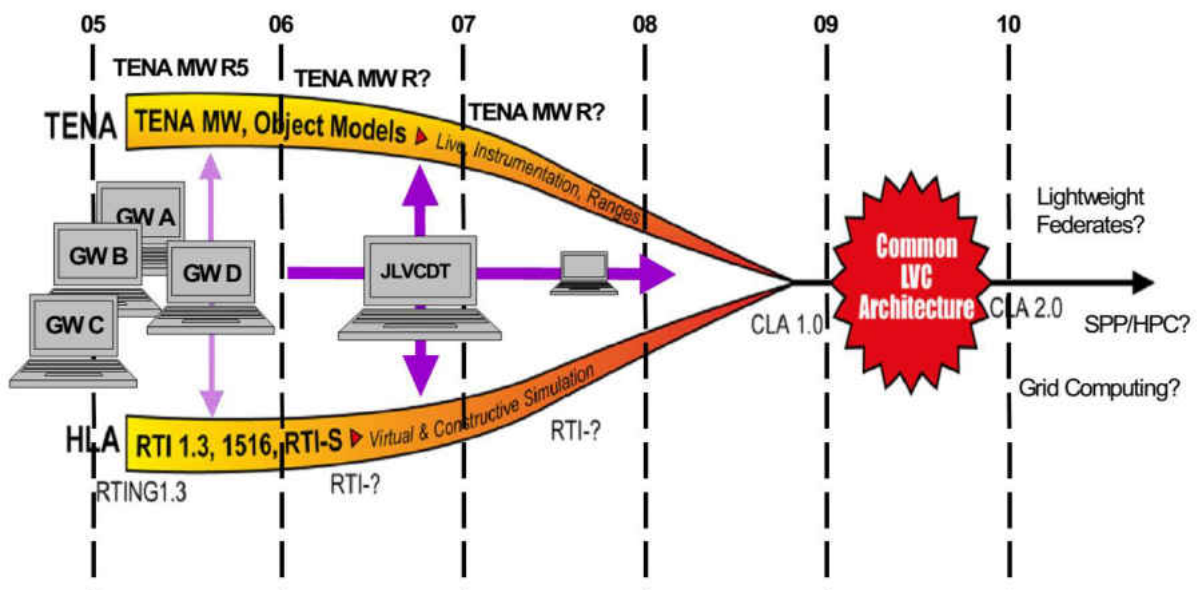 05 06 07 08 09 10
TENA MW R5
TENA MW R?
TENA MW R?
TENA
TENA MW, Object Models
Live, Instrumentation, Ranges
GW A
GW B
GW C
GW D
JLVCDT
HLA
RTI 1.3, 1516, RTI-S
Virtual & Constructive Simulation
RTING1.3
RTI-?
RTI-?
CLA 1.0
Common
LVC
Architecture
CLA 2.0
Lightweight
Federates?
SPP/HPC?
Grid Computing?